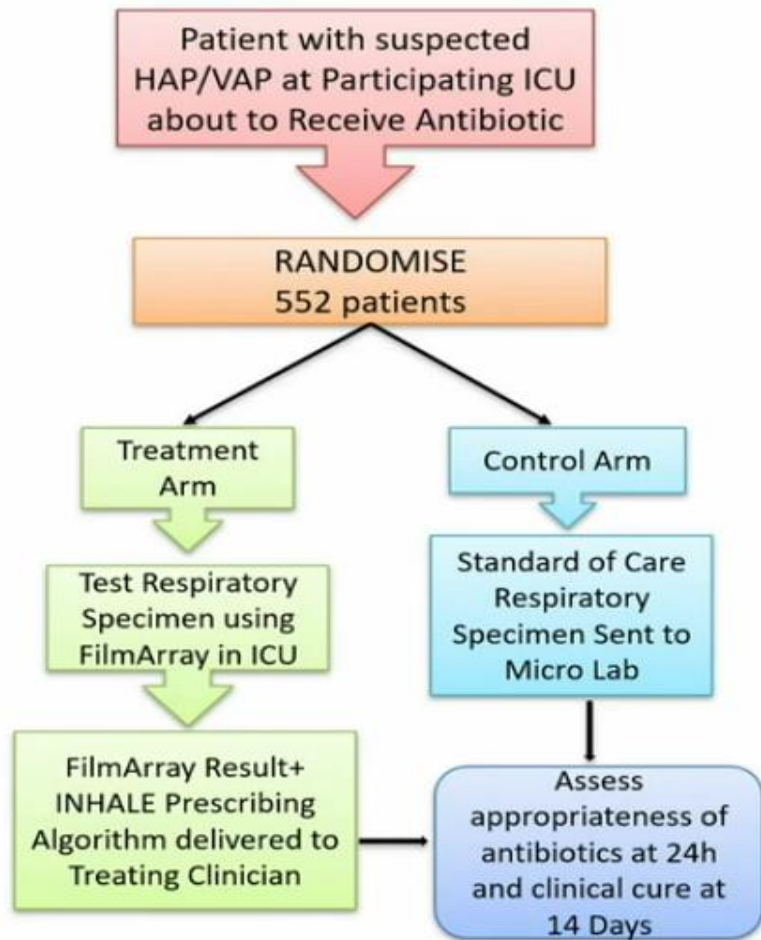 Patient with suspected
HAP/VAP at Participating ICU
about to Receive Antibiotic
RANDOMISE
552 patients
Treatment
Arm
Control Arm
Test Respiratory
Specimen using
FilmArray in ICU
Standard of Care
Respiratory
Specimen Sent to
Micro Lab
FilmArray Result+
INHALE Prescribing
Algorithm delivered to
Treating Clinician
Assess
appropriateness of
antibiotics at 24h
and clinical cure at
14 Days